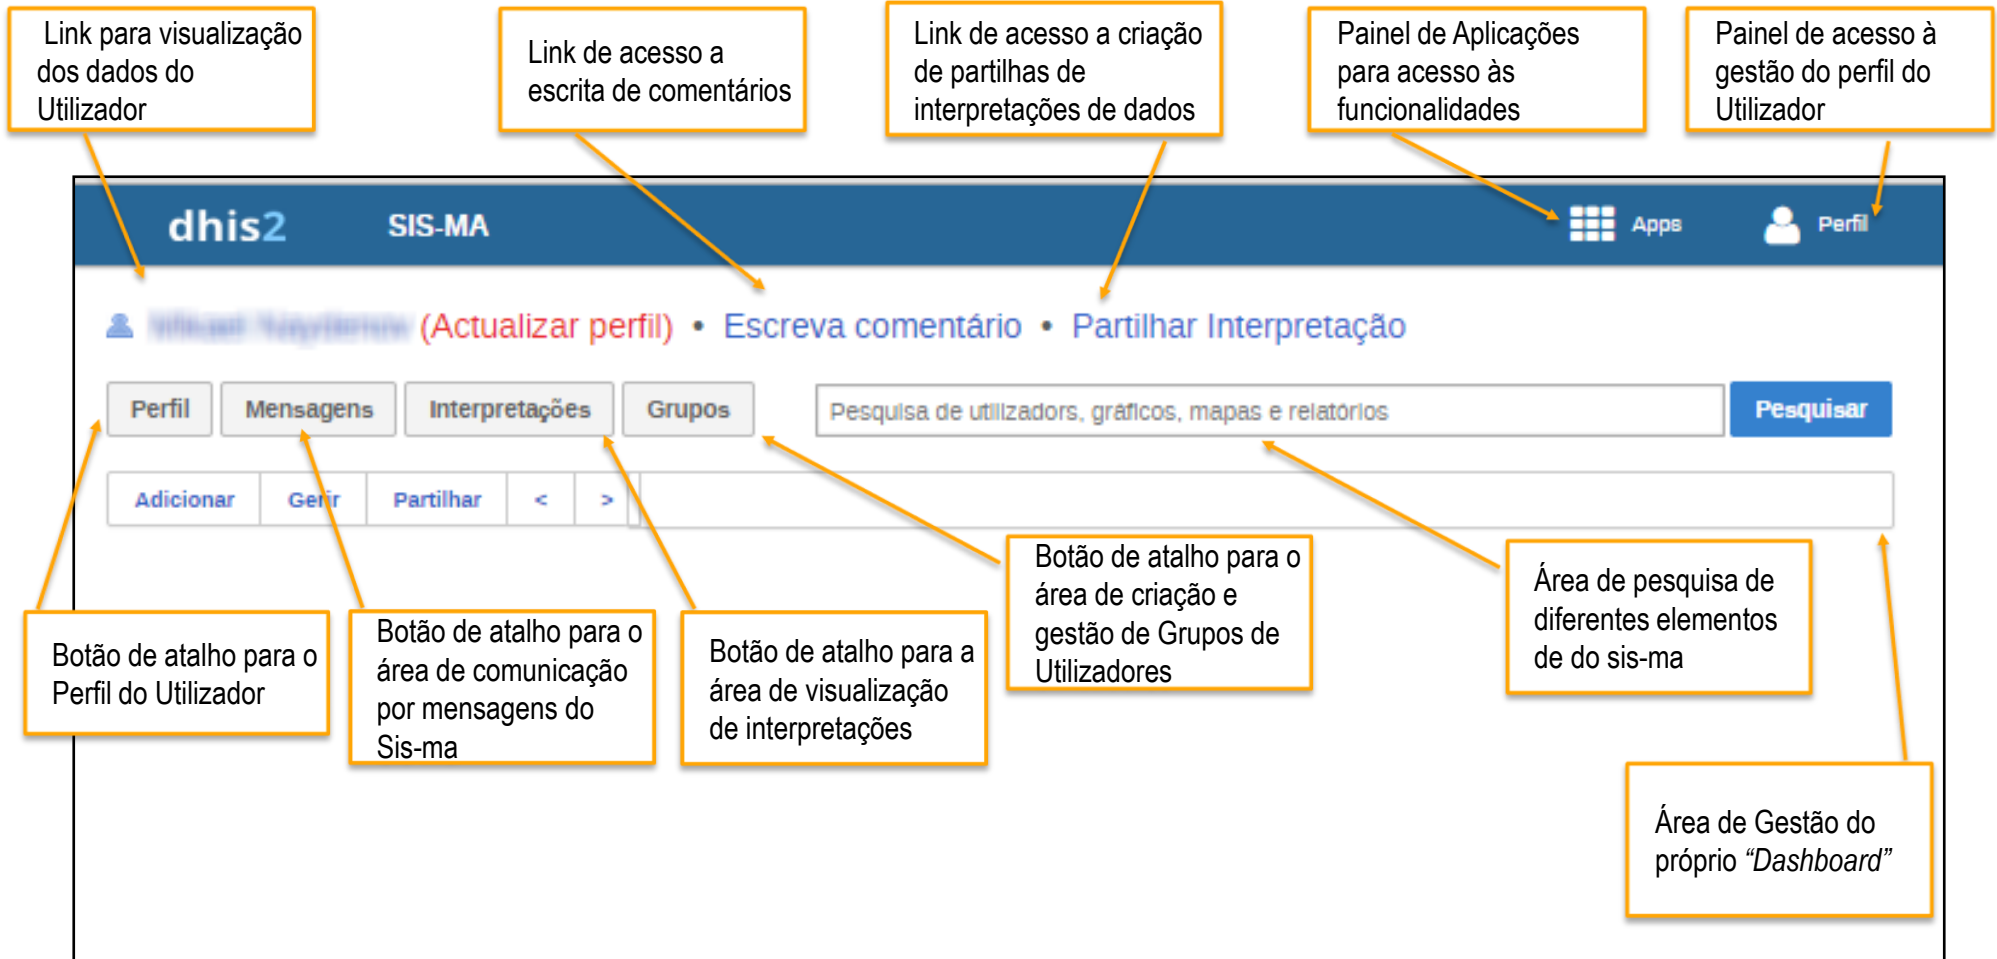 Link para visualização
dos dados do
Utilizador
Link de acesso a
escrita de comentários
Link de acesso a criação
de partilhas de
interpretações de dados
Painel de Aplicações
para acesso às
funcionalidades
Painel de acesso à
gestão do perfil do
Utilizador
dhis2
SIS-MA
Apps
Perfil
(Actualizar perfil) • Escreva comentário • Partilhar Interpretação
Perfil
Mensagens
Interpretações
Grupos
Pesquisa de utilizadors, gráficos, mapas e relatórios
Pesquisar
Adicionar
Gerir
Partilhar
<
>
Botão de atalho para o
Perfil do Utilizador
Botão de atalho para o
área de comunicação
por mensagens do
Sis-ma
Botão de atalho para a
área de visualização
de interpretações
Botão de atalho para o
área de criação e
gestão de Grupos de
Utilizadores
Área de pesquisa de
diferentes elementos
de do sis-ma
Área de Gestão do
próprio “Dashboard”